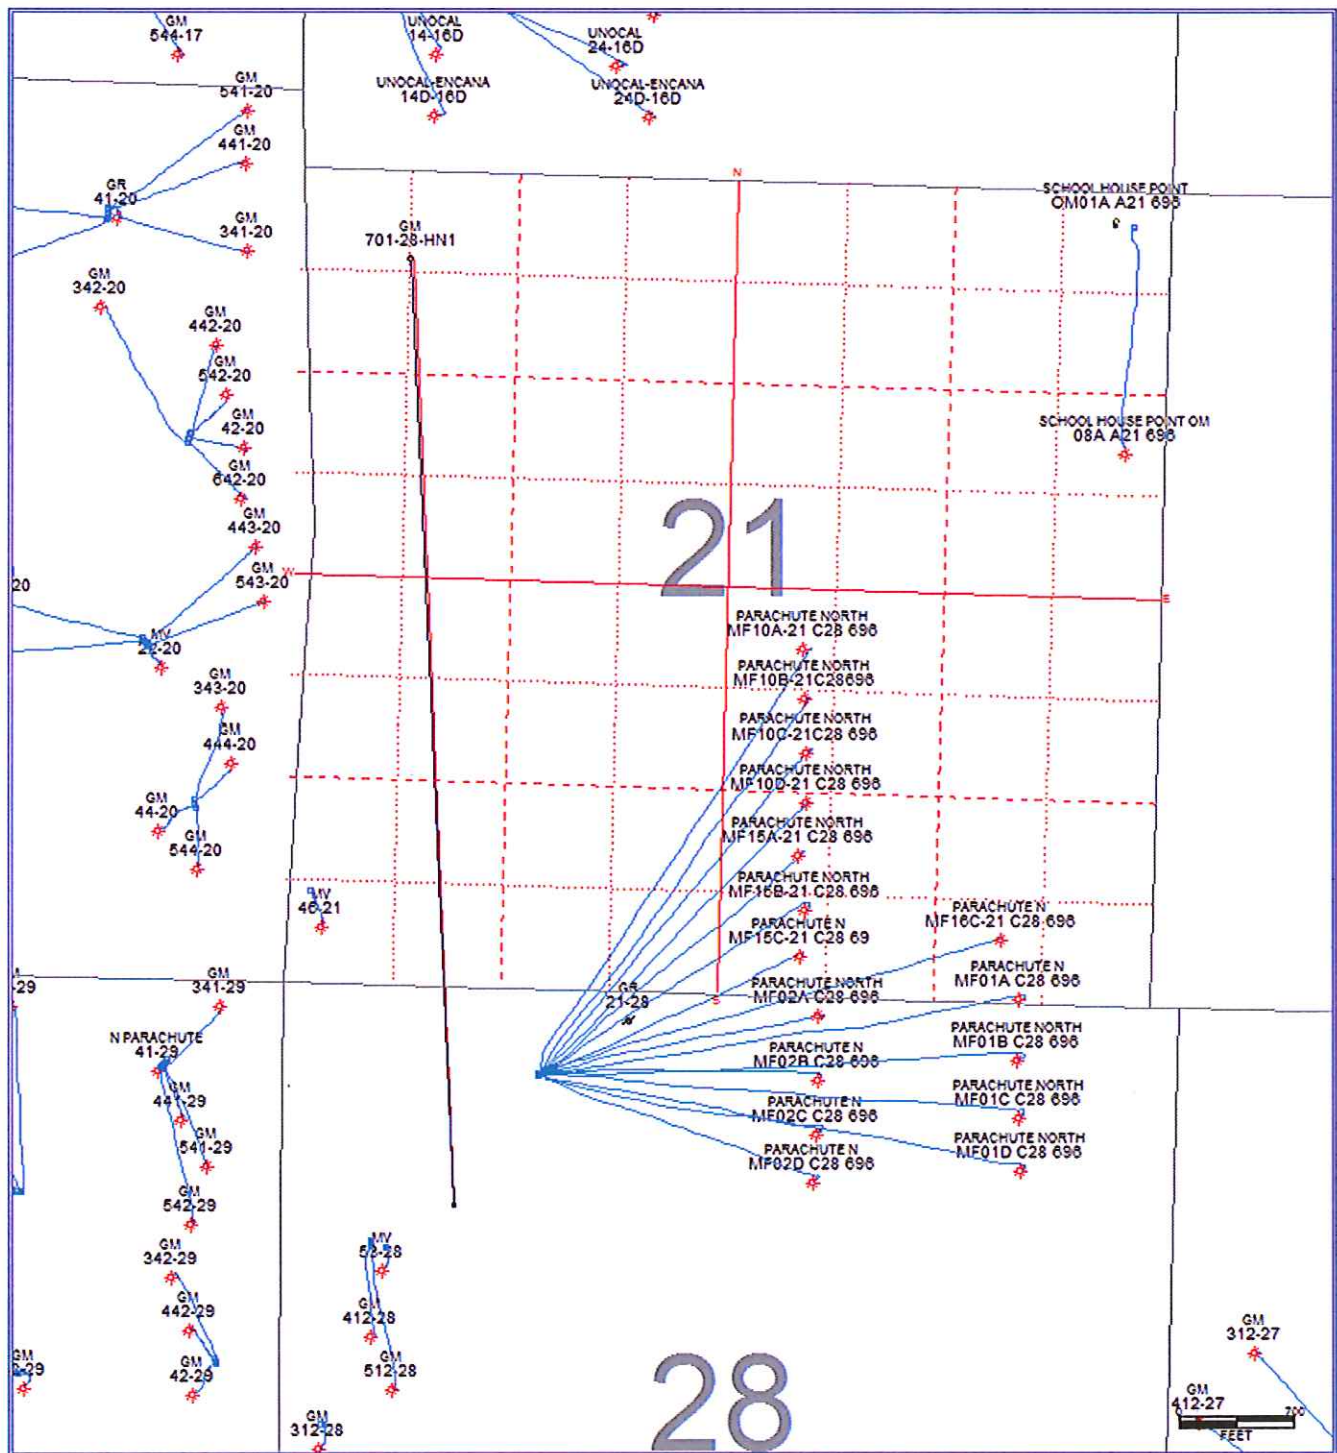 GM
544-17
UNOCAL
14-16D
UNOCAL
24-16D
UNOCAL-ENCANA
14D-16D
UNOCAL-ENCANA
24D-16D
GM
541-20
GM
441-20
GR
41-20
GM
341-20
GM
342-20
GM
442-20
GM
542-20
GM
42-20
GM
642-20
GM
443-20
GM
543-20
20
MV
22-20
GM
343-20
GM
444-20
GM
44-20
GM
544-20
N
GM
701-28-HN1
SCHOOL HOUSE POINT
OM01A A21 696
SCHOOL HOUSE POINT OM
08A A21 696
21
W
E
PARACHUTE NORTH
MF10A-21 C28 696
PARACHUTE NORTH
MF10B-21C28696
PARACHUTE NORTH
MF10C-21C28 696
PARACHUTE NORTH
MF10D-21 C28 696
PARACHUTE NORTH
MF15A-21 C28 696
PARACHUTE NORTH
MF15B-21 C28 696
PARACHUTE N
MF15C-21 C28 69
PARACHUTE N
MF16C-21 C28 696
MV
46-21
S
GR
21-28
PARACHUTE NORTH
MF02A C28 696
PARACHUTE N
MF01A C28 696
PARACHUTE N
MF02B C28 696
PARACHUTE NORTH
MF01B C28 696
PARACHUTE N
MF02C C28 696
PARACHUTE NORTH
MF01C C28 696
PARACHUTE N
MF02D C28 696
PARACHUTE NORTH
MF01D C28 696
-29
GM
341-29
N PARACHUTE
41-29
GM
441-29
GM
541-29
GM
542-29
GM
342-29
GM
442-29
GM
42-29
GM
-29
MV
53-28
GM
412-28
GM
512-28
GM
312-28
28
GM
312-27
GM
412-27
0
700
FEET